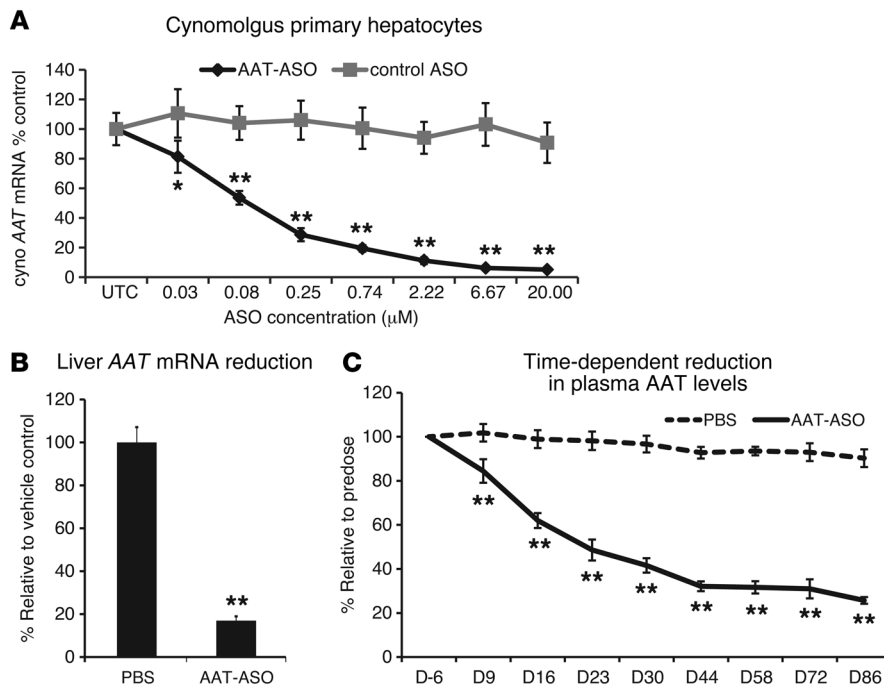 A
Cynomolgus primary hepatocytes
AAT-ASO control ASO
cyno AAT mRNA % control
140
120
100
80
60
40
20
0
* ** ** ** ** ** **
UTC 0.03 0.08 0.25 0.74 2.22 6.67 20.00
ASO concentration (μM)
B
Liver AAT mRNA reduction
% Relative to vehicle control
120
100
80
60
40
20
0
**
PBS AAT-ASO
C
Time-dependent reduction
in plasma AAT levels
PBS AAT-ASO
% Relative to predose
120
100
80
60
40
20
0
** ** ** ** ** ** ** **
D-6 D9 D16 D23 D30 D44 D58 D72 D86